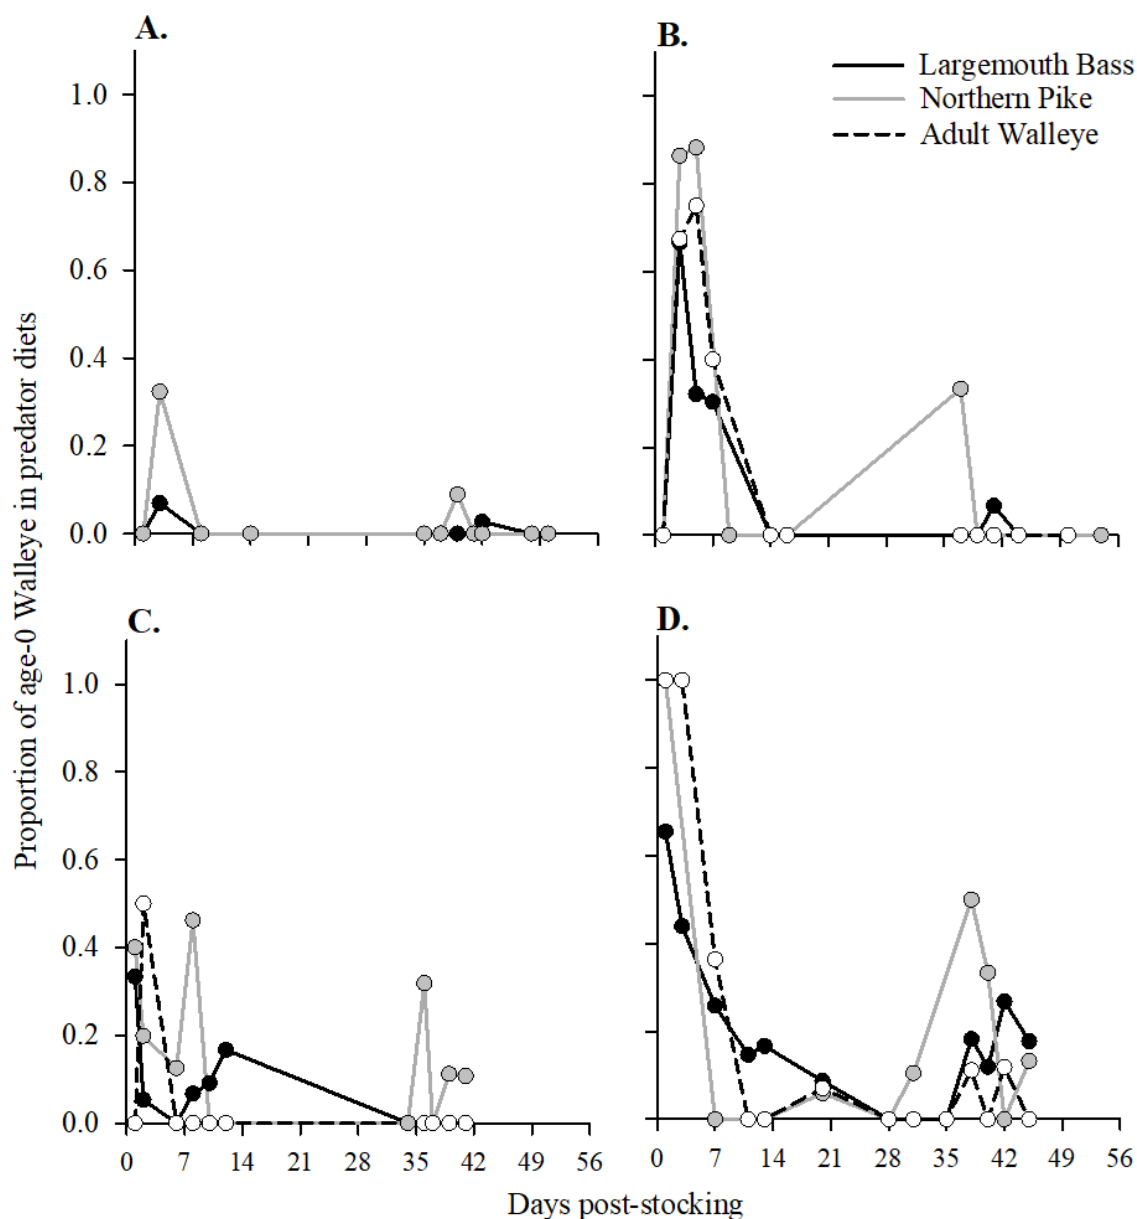 A.
B.
Largemouth Bass
Northern Pike
Adult Walleye
1.0
0.8
0.6
0.4
0.2
0.0
Proportion of age-0 Walleye in predator diets
C.
D.
1.0
0.8
0.6
0.4
0.2
0.0
0 7 14 21 28 35 42 49 56
0 7 14 21 28 35 42 49 56
Days post-stocking